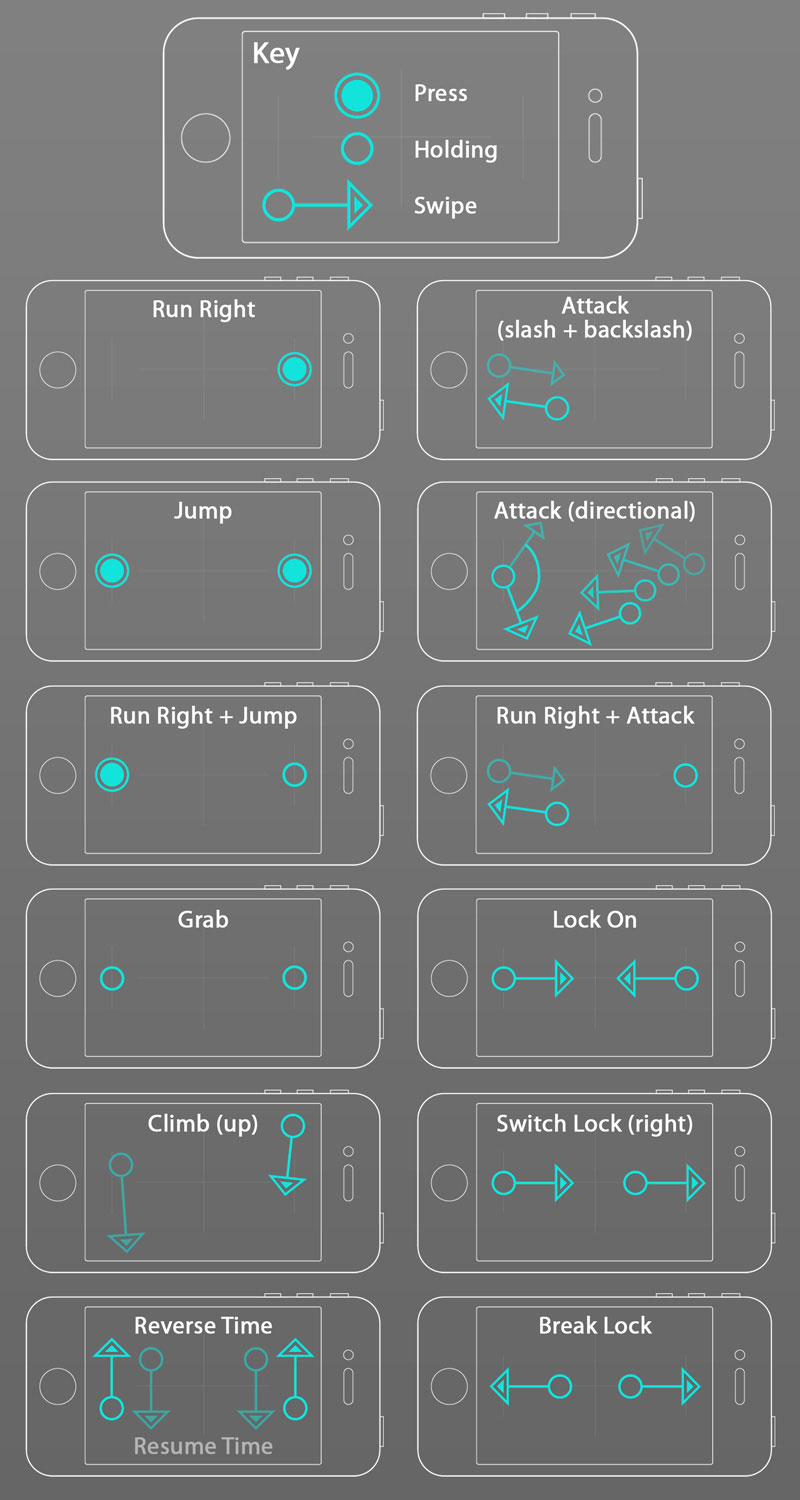 Key
Press
Holding
Swipe
Run Right
Attack
(slash + backslash)
Jump
Attack (directional)
Run Right + Jump
Run Right + Attack
Grab
Lock On
Climb (up)
Switch Lock (right)
Reverse Time
Resume Time
Break Lock